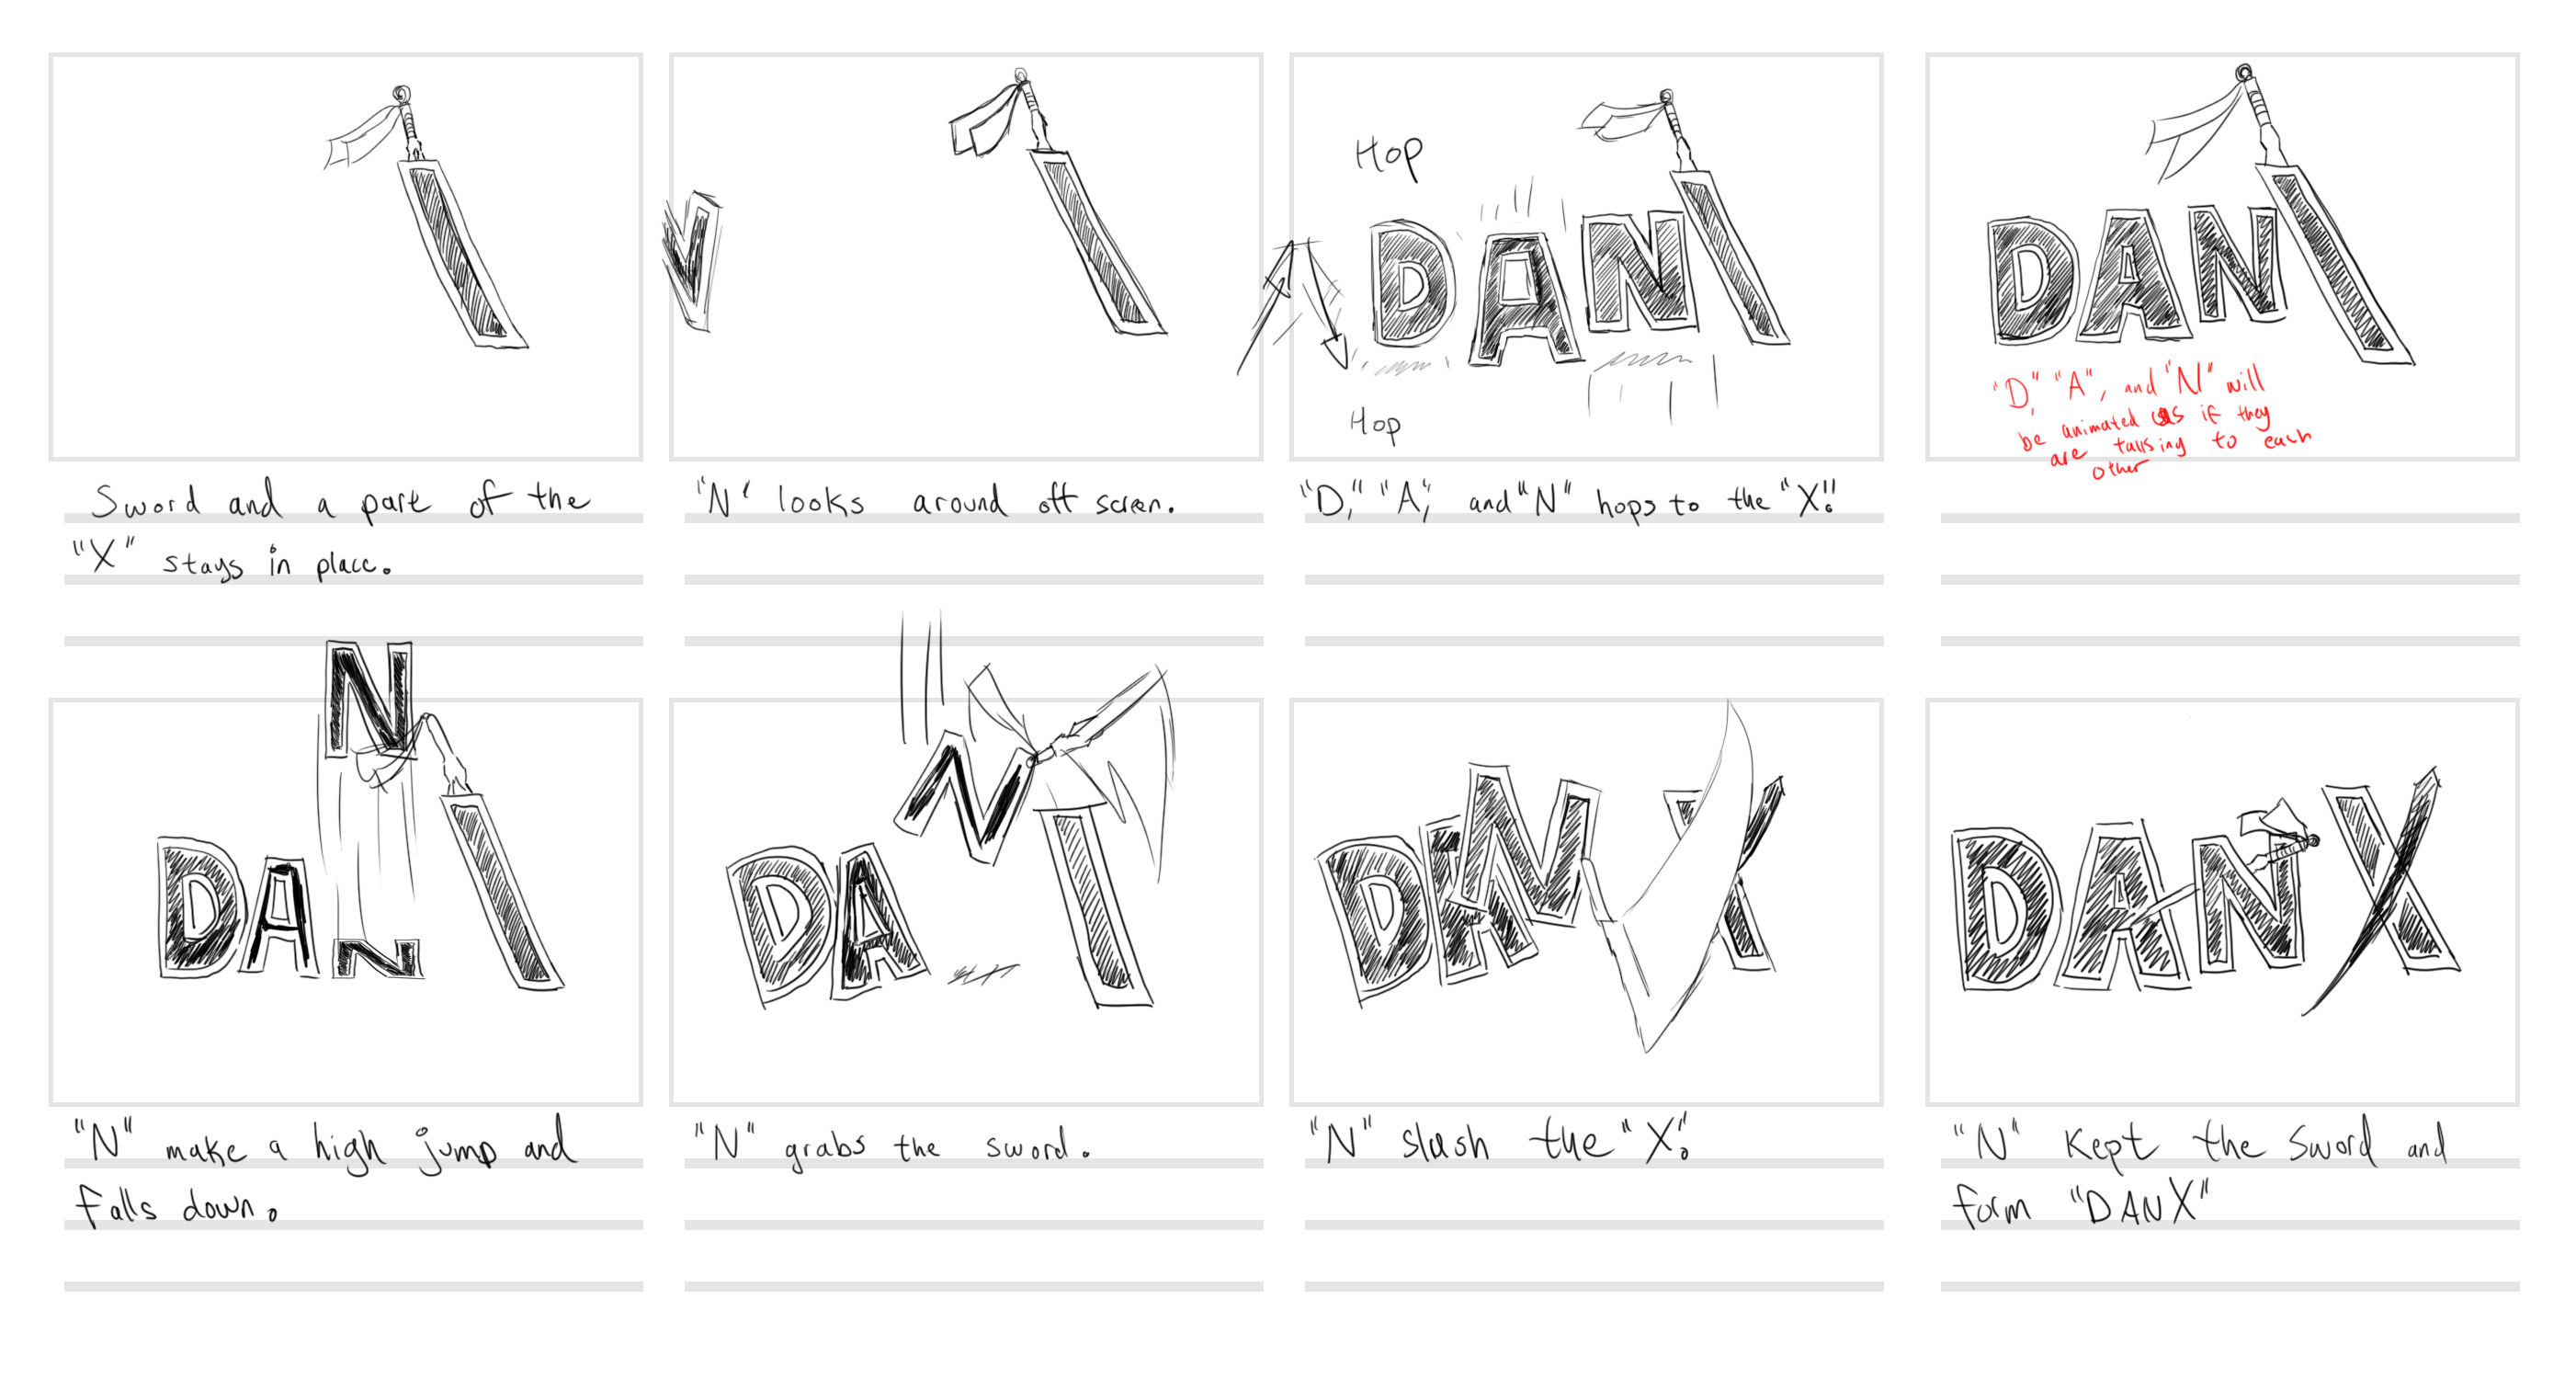 Hop
DAN
Hop
DAN
"D," "A", and "N" will
be animated as if they
are talking to each
other
Sword and a part of the
"X" stays in place.
"N" looks around off screen.
"D," "A", and "N" hops to the "X".
N
DAN
DA
N
DANX
DANX
"N" make a high jump and
falls down.
"N" grabs the sword.
"N" slash the "X".
"N" Kept the Sword and
form "DANX"